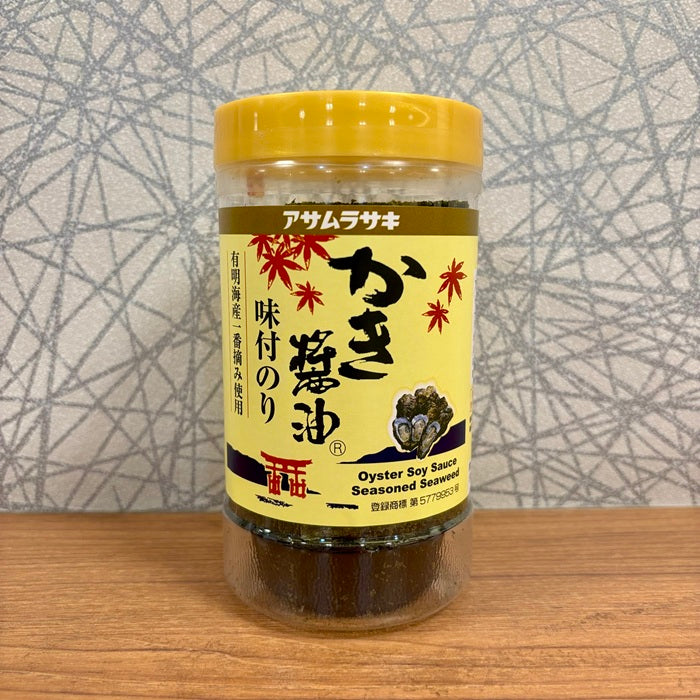 アサムラサキ
かき
醤油®
味付のり
有明海産一番摘み使用
Oyster Soy Sauce
Seasoned Seaweed
登録商標 第5779953号